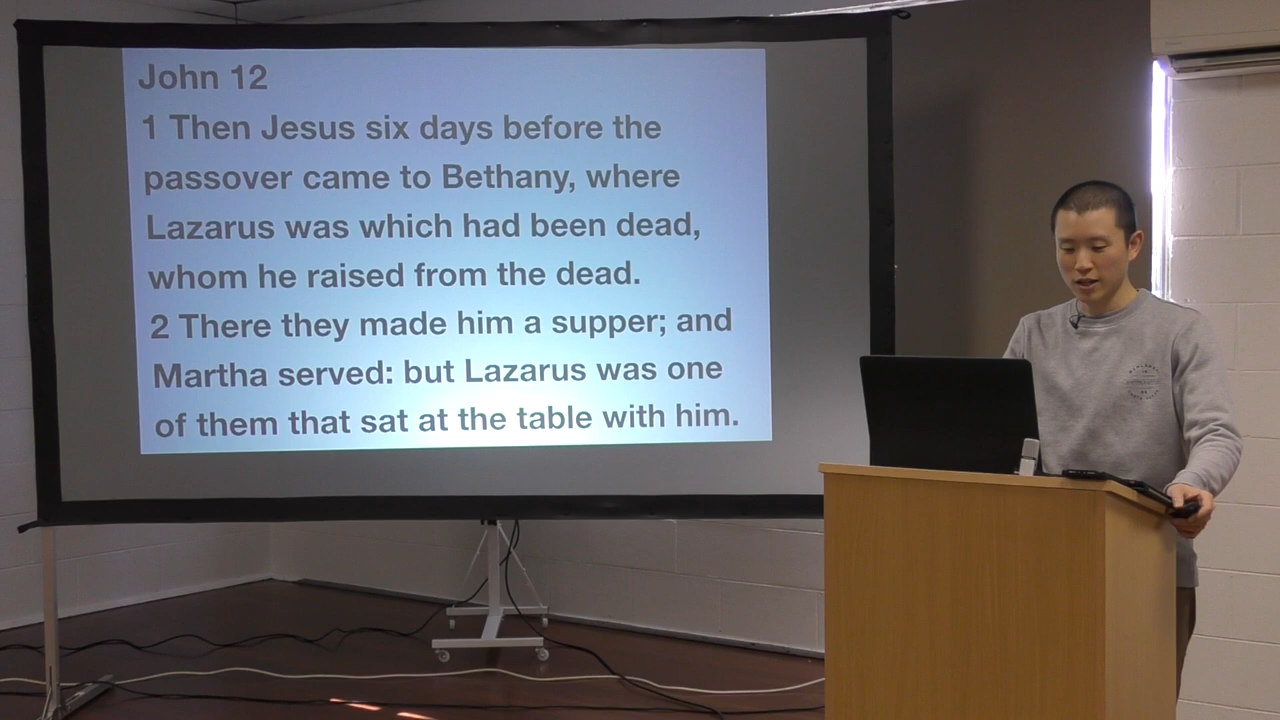 John 12
1 Then Jesus six days before the
passover came to Bethany, where
Lazarus was which had been dead,
whom he raised from the dead.
2 There they made him a supper; and
Martha served: but Lazarus was one
of them that sat at the table with him.